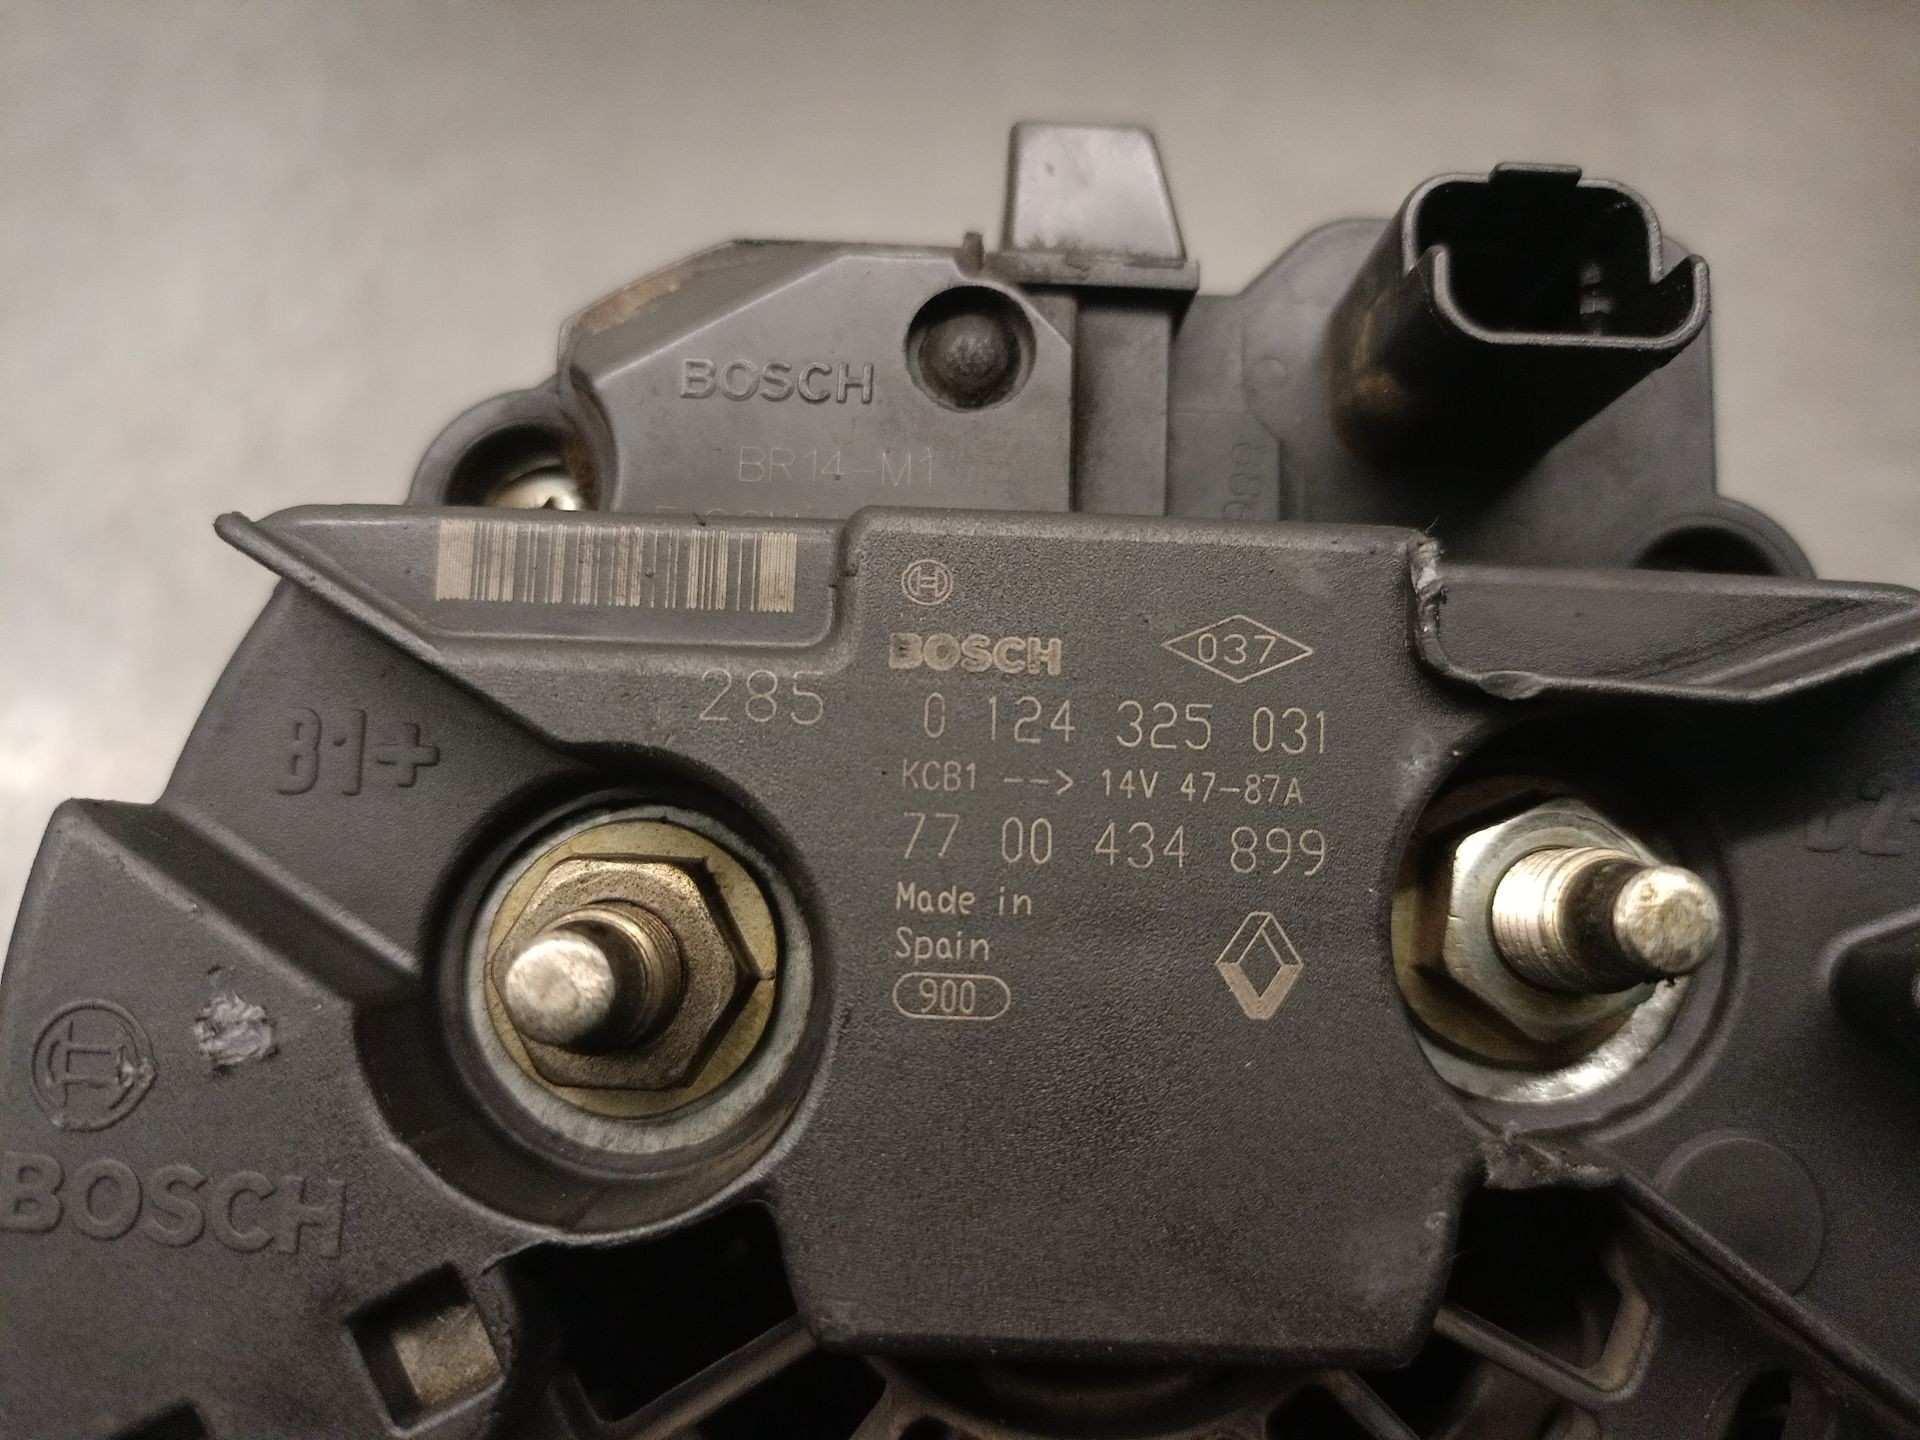 BOSCH
BR14-M1
BOSCH
037
285
0 124 325 031
B1+
KCB1 --> 14V 47-87A
77 00 434 899
Made in
Spain
900
BOSCH